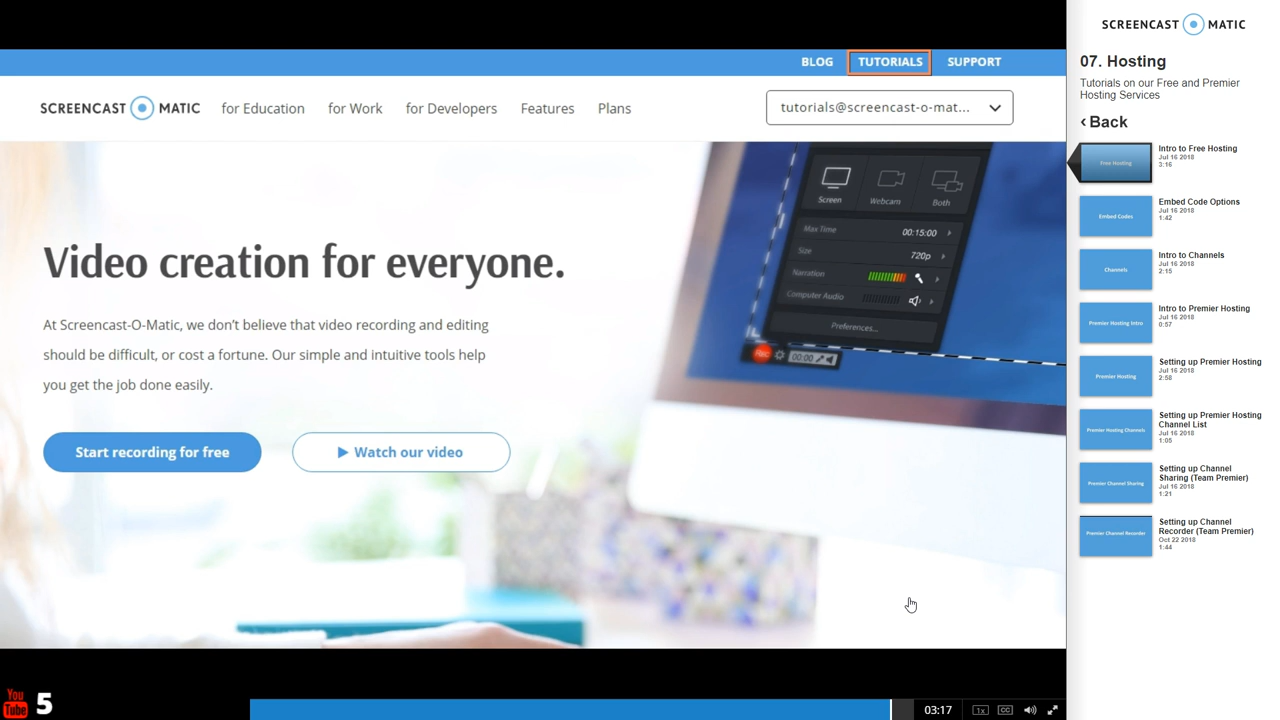 BLOG TUTORIALS SUPPORT
SCREENCAST MATIC for Education for Work for Developers Features Plans
tutorials@screencast-o-mat...
Video creation for everyone.
At Screencast-O-Matic, we don't believe that video recording and editing
should be difficult, or cost a fortune. Our simple and intuitive tools help
you get the job done easily.
Start recording for free
Watch our video
Screen Webcam Both
Max Time 00:15:00
Size 720p
Narration
Computer Audio
Preferences...
REC 00:00
You
Tube 5
03:17 1x CC
SCREENCAST MATIC
07. Hosting
Tutorials on our Free and Premier
Hosting Services
‹ Back
Free Hosting
Intro to Free Hosting
Jul 16 2018
3:16
Embed Codes
Embed Code Options
Jul 16 2018
1:42
Channels
Intro to Channels
Jul 16 2018
2:15
Premier Hosting Intro
Intro to Premier Hosting
Jul 16 2018
0:57
Premier Hosting
Setting up Premier Hosting
Jul 16 2018
2:58
Premier Hosting Channels
Setting up Premier Hosting
Channel List
Jul 16 2018
1:05
Premier Channel Sharing
Setting up Channel
Sharing (Team Premier)
Jul 16 2018
1:21
Premier Channel Recorder
Setting up Channel
Recorder (Team Premier)
Oct 22 2018
1:44